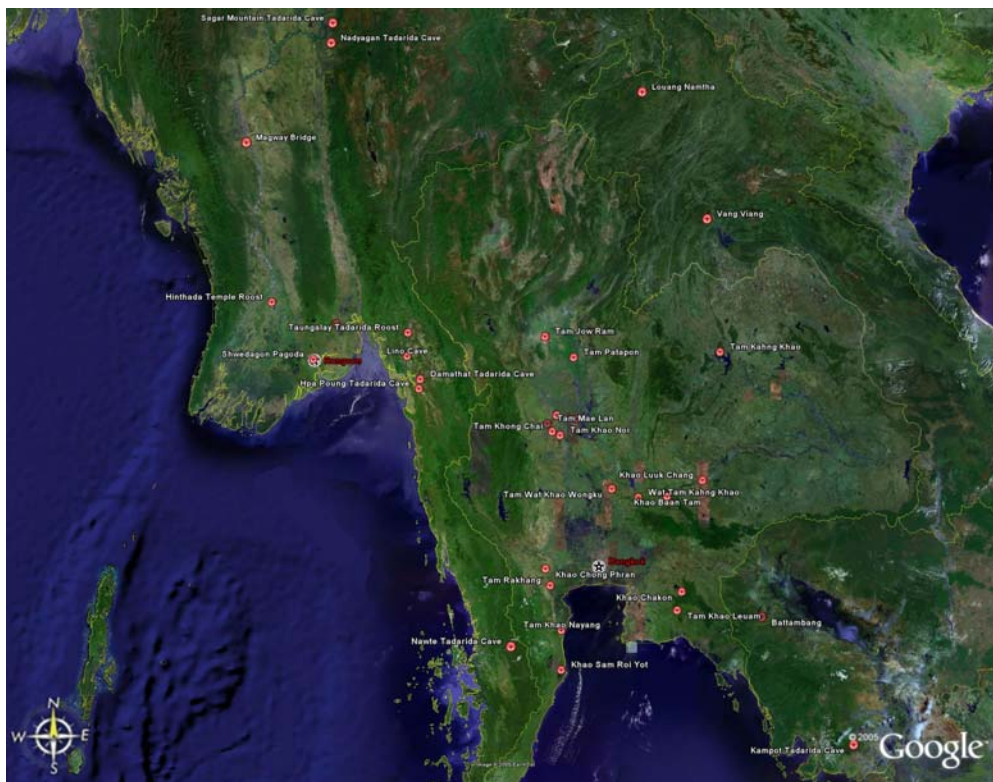 Sagar Mountain Tadarida Cave
Nadyagan Tadarida Cave
Louang Namtha
Magway Bridge
Vang Vieng
Hinthada Temple Roost
Taungalay Tadarida Roost
Tam Jow Ram
Tam Kahng Khao
Shwedagon Pagoda
Rangoon
Lino Cave
Tam Patapon
Damathat Tadarida Cave
Hpa Poung Tadarida Cave
Tam Mae Lan
Tam Khong Chai
Tam Khao Noi
Khao Luuk Chang
Tam Wat Khao Wongku
Wat Tam Kahng Khao
Khao Baan Tam
Bangkok
Khao Chong Phran
Tam Rakhang
Khao Chakon
Tam Khao Leuam
Battambang
Tam Khao Nayang
Nawte Tadarida Cave
Khao Sam Roi Yot
N
W E
S
Kampot Tadarida Cave
©2005 Google